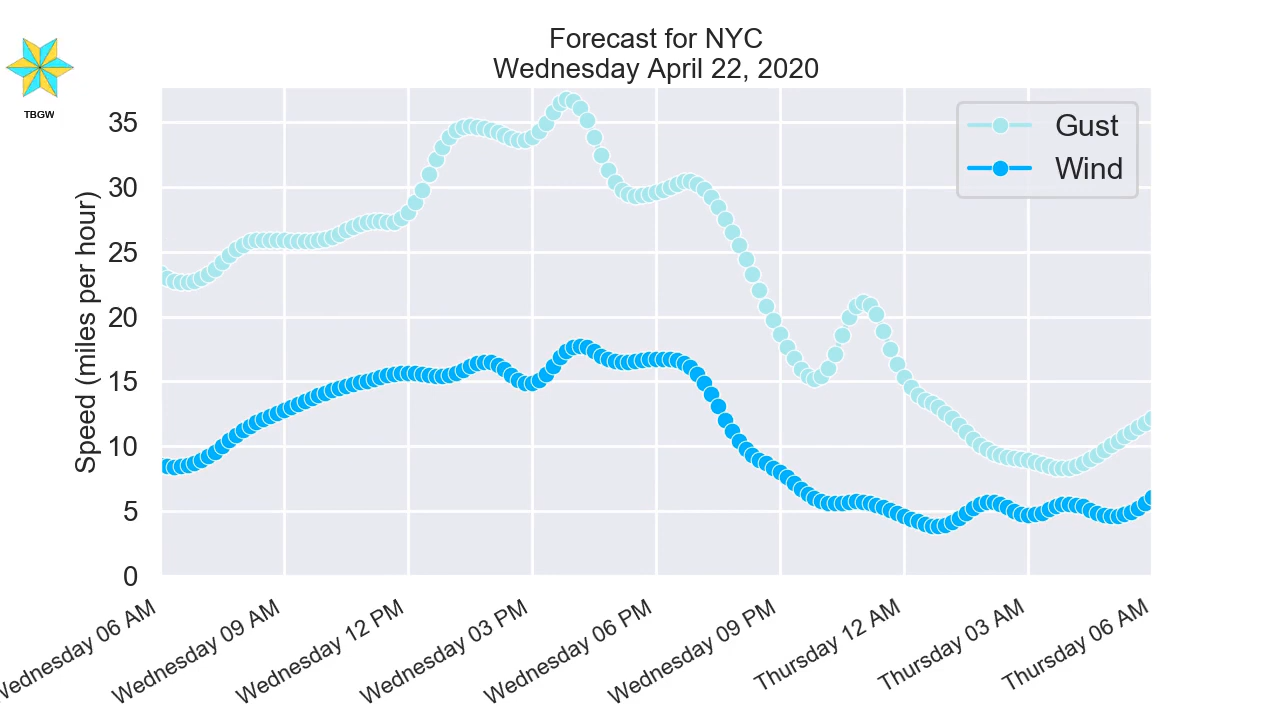 Forecast for NYC
Wednesday April 22, 2020
TBGW
Gust
Wind
Speed (miles per hour)
35
30
25
20
15
10
5
0
Wednesday 06 AM
Wednesday 09 AM
Wednesday 12 PM
Wednesday 03 PM
Wednesday 06 PM
Wednesday 09 PM
Thursday 12 AM
Thursday 03 AM
Thursday 06 AM